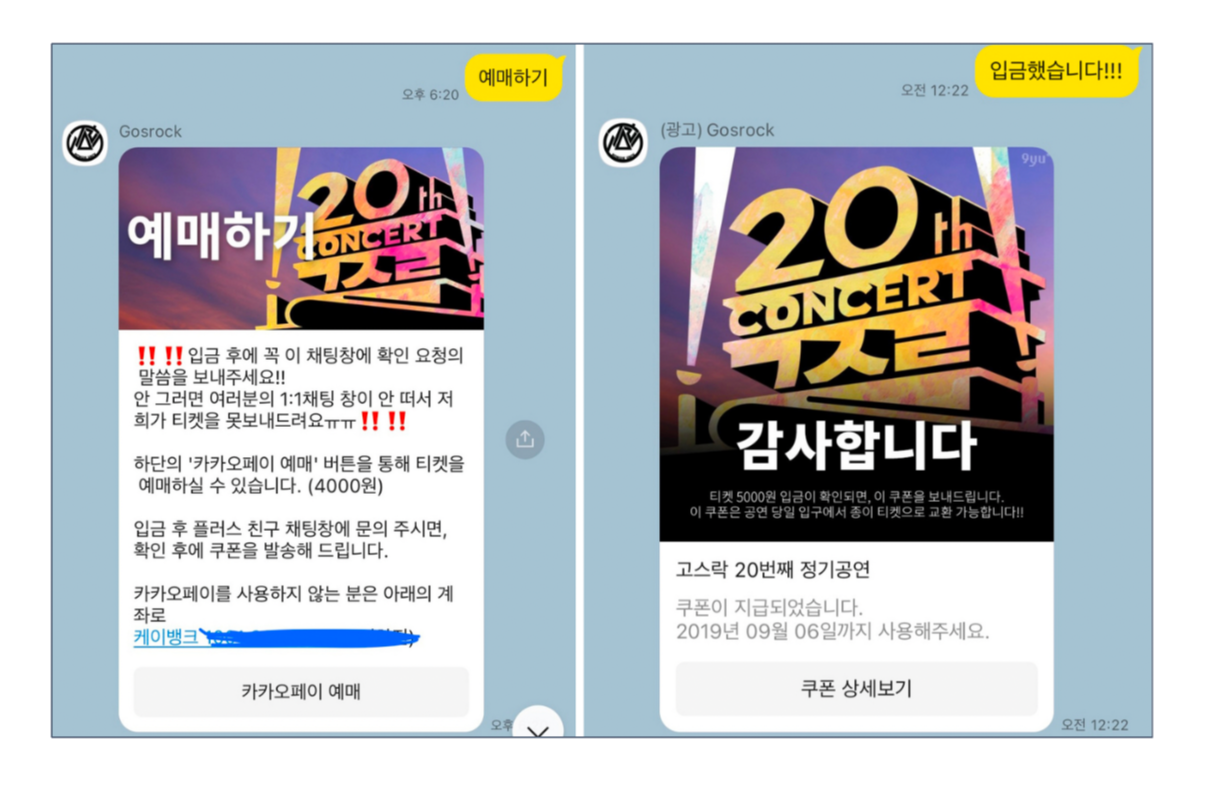 예매하기
오후 6:20
Gosrock
20th
CONCERT
예매하기
‼️ ‼️입금 후에 꼭 이 채팅창에 확인 요청의
말씀을 보내주세요!!
안 그러면 여러분의 1:1채팅 창이 안 떠서 저
희가 티켓을 못보내드려요ㅠㅠ‼️ ‼️
하단의 '카카오페이 예매' 버튼을 통해 티켓을
예매하실 수 있습니다. (4000원)
입금 후 플러스 친구 채팅창에 문의 주시면,
확인 후에 쿠폰을 발송해 드립니다.
카카오페이를 사용하지 않는 분은 아래의 계
좌로
케이뱅크
카카오페이 예매
오후
입금했습니다!!!
오전 12:22
(광고) Gosrock
9yu
20th
CONCERT
감사합니다
티켓 5000원 입금이 확인되면, 이 쿠폰을 보내드립니다.
이 쿠폰은 공연 당일 입구에서 종이 티켓으로 교환 가능합니다!!
고스락 20번째 정기공연
쿠폰이 지급되었습니다.
2019년 09월 06일까지 사용해주세요.
쿠폰 상세보기
오전 12:22